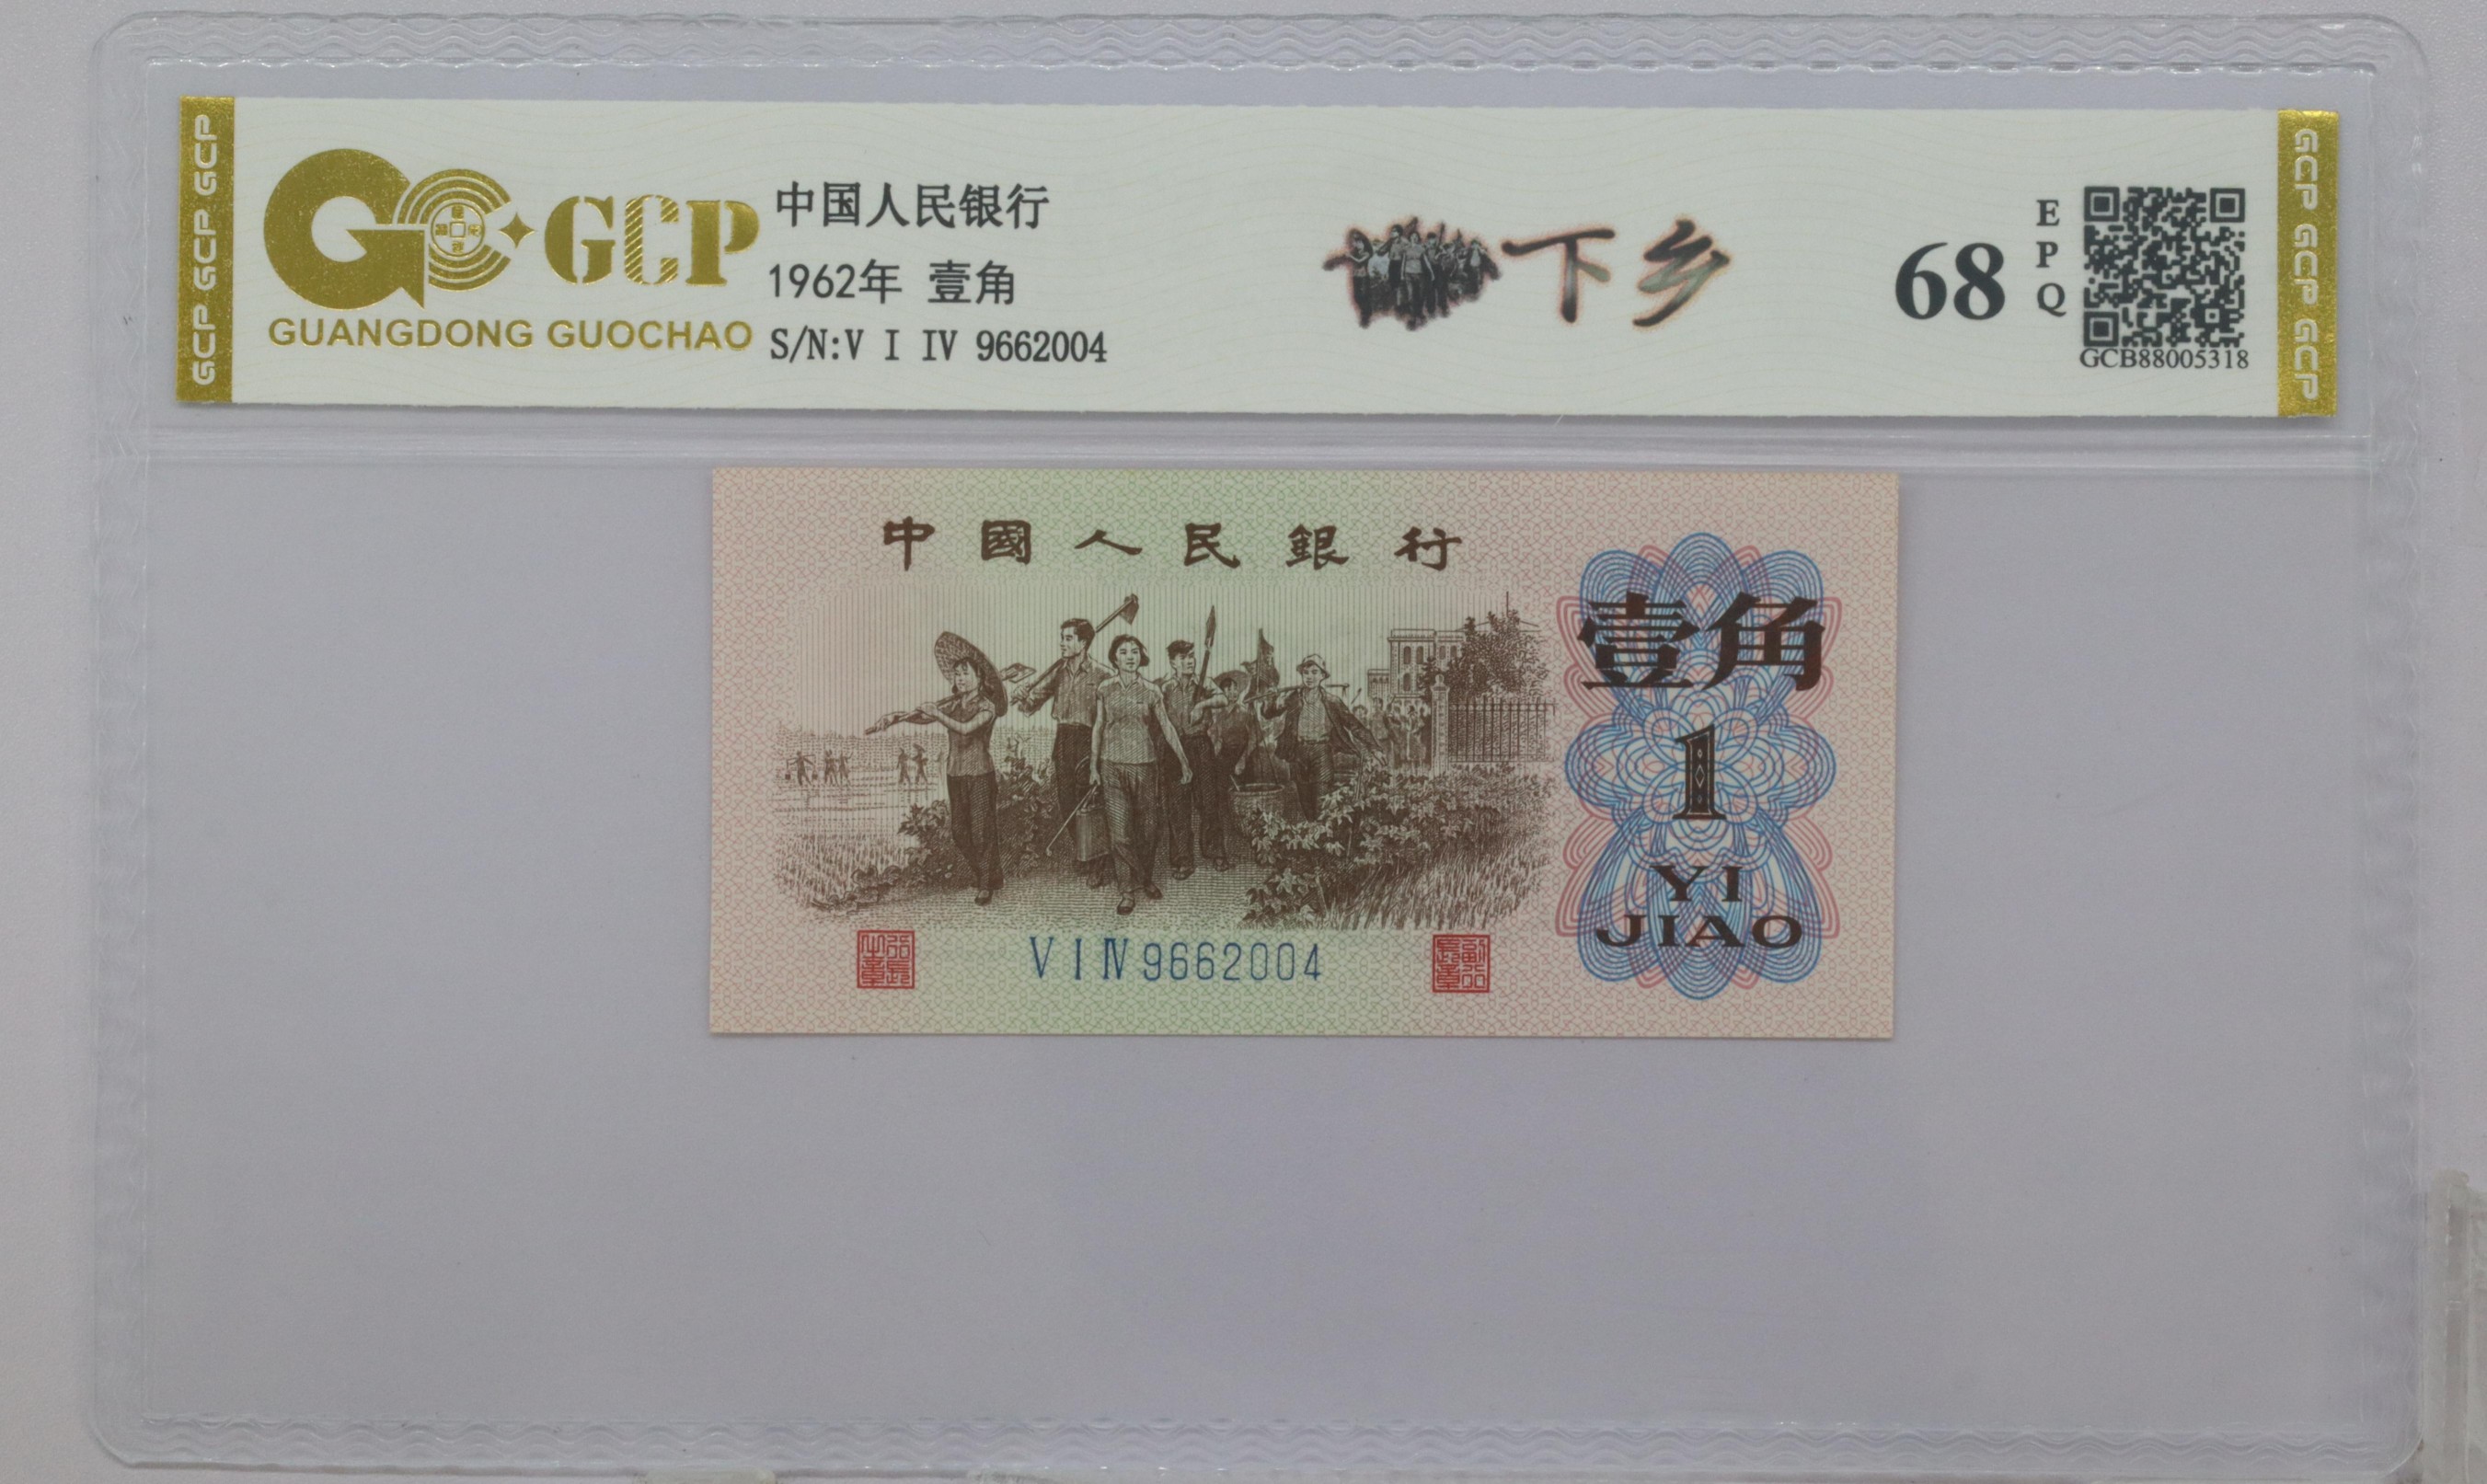 GCP GCP GCP
GCP
GUANGDONG GUOCHAO
中国人民银行
1962年 壹角
S/N:V I IV 9662004
下乡
68
EPQ
GCB88005318
GCP GCP GCP
中國人民銀行
壹角
1
YI
JIAO
V I IV 9662004